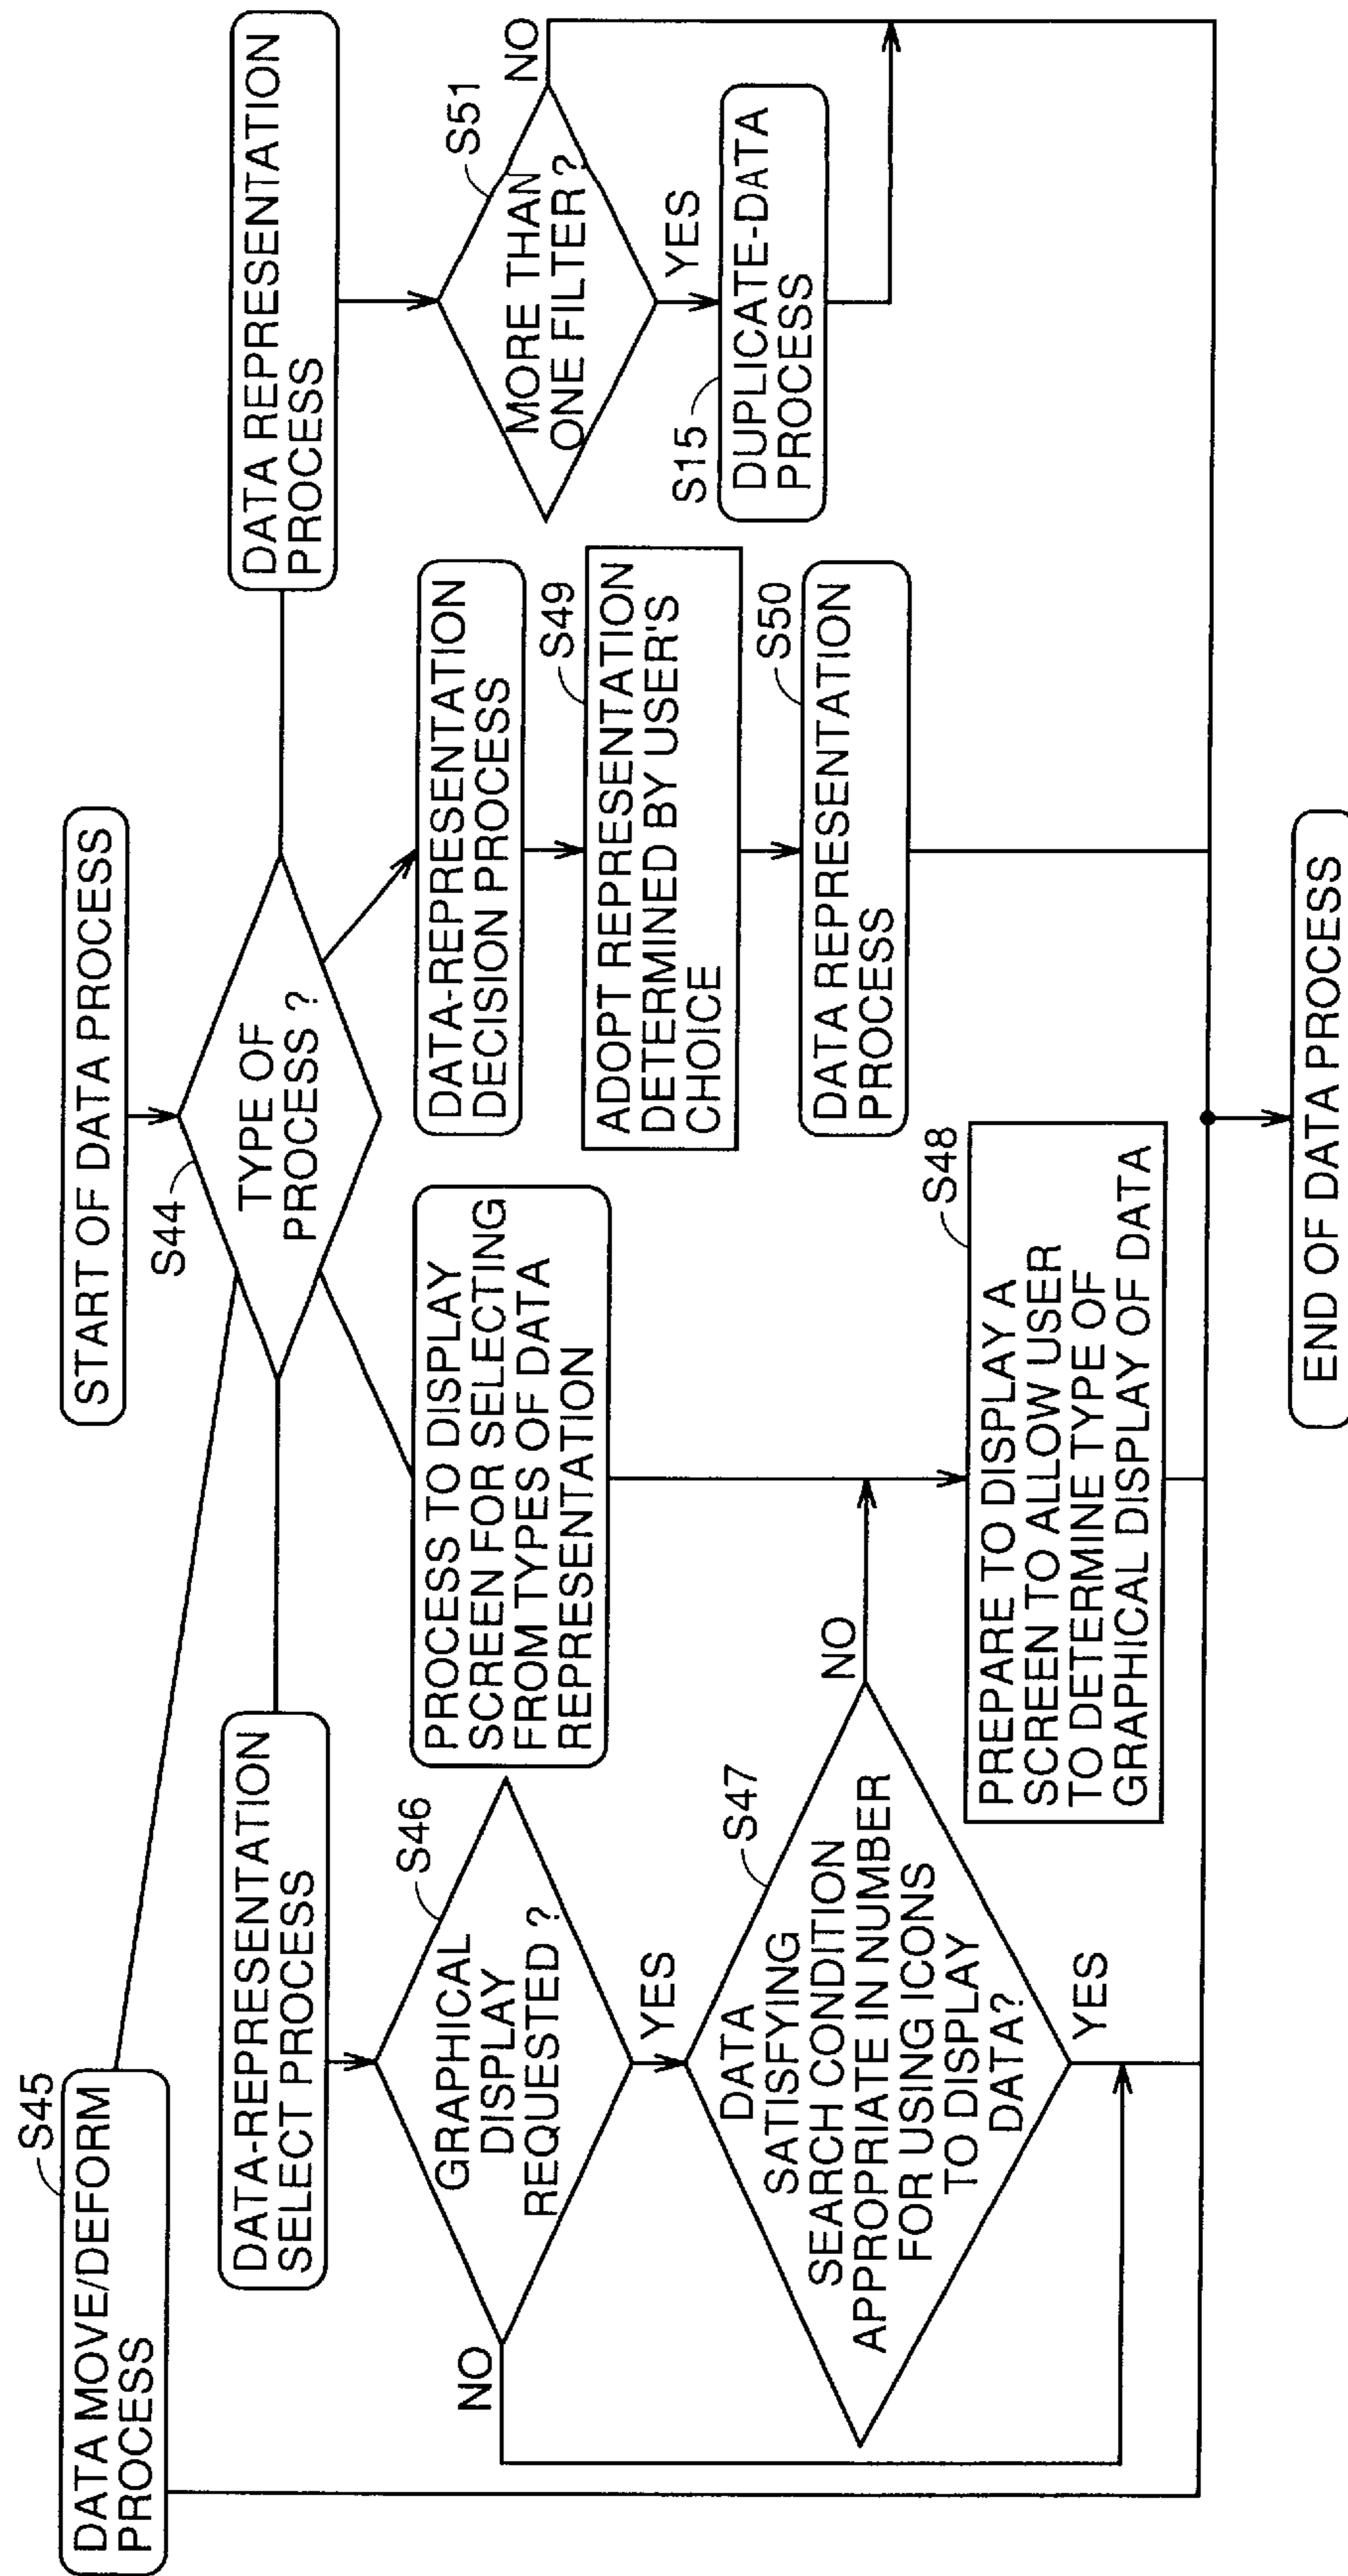 START OF DATA PROCESS
S44
TYPE OF
PROCESS ?
S45
DATA MOVE/DEFORM
PROCESS
DATA-REPRESENTATION
SELECT PROCESS
S46
GRAPHICAL
DISPLAY
REQUESTED ?
NO
YES
S47
DATA
SATISFYING
SEARCH CONDITION
APPROPRIATE IN NUMBER
FOR USING ICONS
TO DISPLAY
DATA?
NO
YES
PROCESS TO DISPLAY
SCREEN FOR SELECTING
FROM TYPES OF DATA
REPRESENTATION
S48
PREPARE TO DISPLAY A
SCREEN TO ALLOW USER
TO DETERMINE TYPE OF
GRAPHICAL DISPLAY OF DATA
DATA-REPRESENTATION
DECISION PROCESS
S49
ADOPT REPRESENTATION
DETERMINED BY USER'S
CHOICE
S50
DATA REPRESENTATION
PROCESS
DATA REPRESENTATION
PROCESS
S51
MORE THAN
ONE FILTER ?
NO
YES
S15
DUPLICATE-DATA
PROCESS
END OF DATA PROCESS